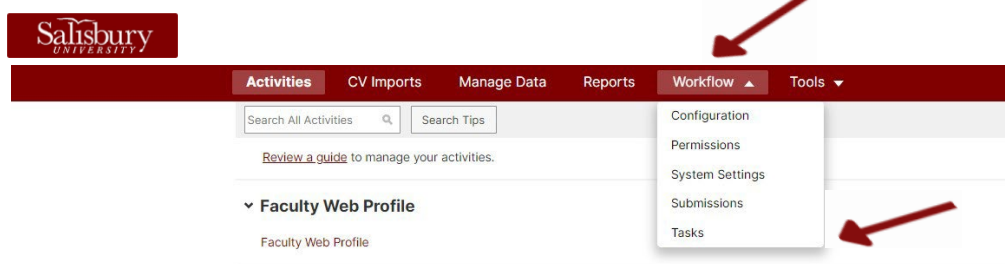 Salisbury
UNIVERSITY
Activities CV Imports Manage Data Reports Workflow Tools
Search All Activities Search Tips
Configuration
Permissions
System Settings
Submissions
Tasks
Review a guide to manage your activities.
Faculty Web Profile
Faculty Web Profile